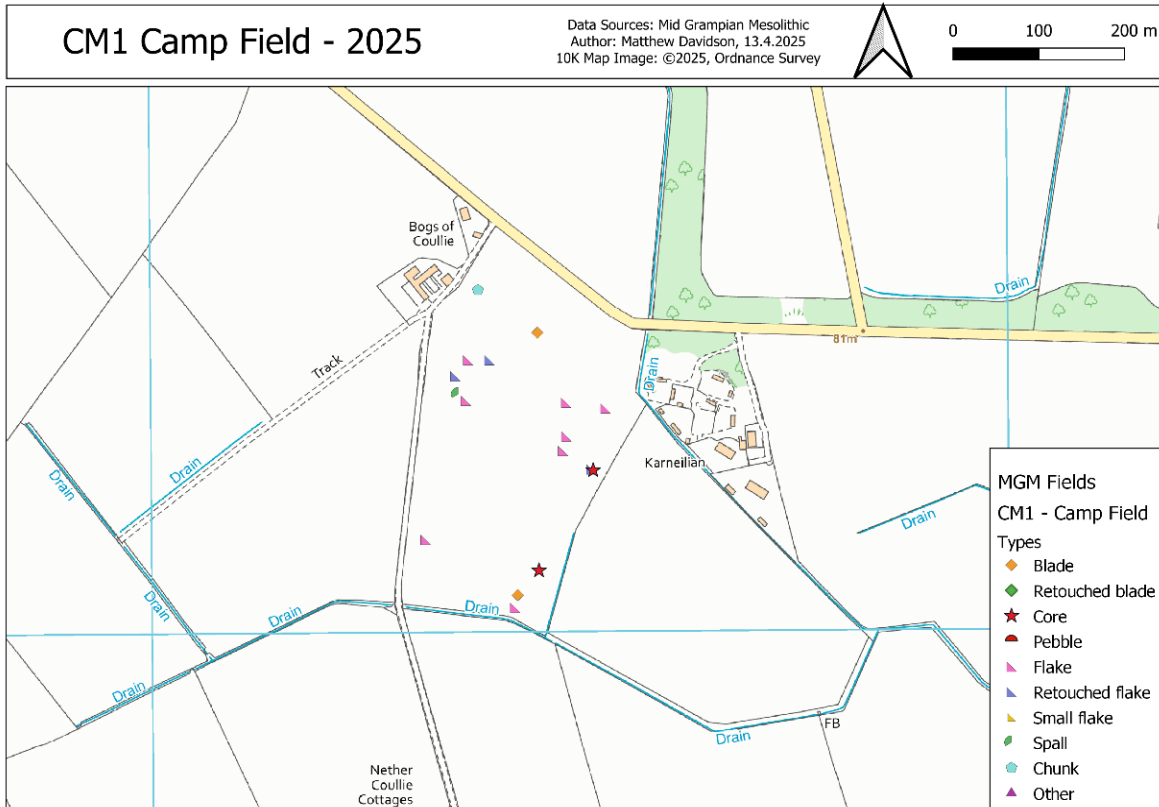 CM1 Camp Field - 2025
Data Sources: Mid Grampian Mesolithic
Author: Matthew Davidson, 13.4.2025
10K Map Image: ©2025, Ordnance Survey
0 100 200 m
Bogs of
Coullie
Drain
81m
Track
Drain
Karneilian
Drain
Drain
Drain
Drain
Drain
Drain
Drain
Drain
FB
Nether
Coullie
Cottages
MGM Fields
CM1 - Camp Field
Types
Blade
Retouched blade
Core
Pebble
Flake
Retouched flake
Small flake
Spall
Chunk
Other